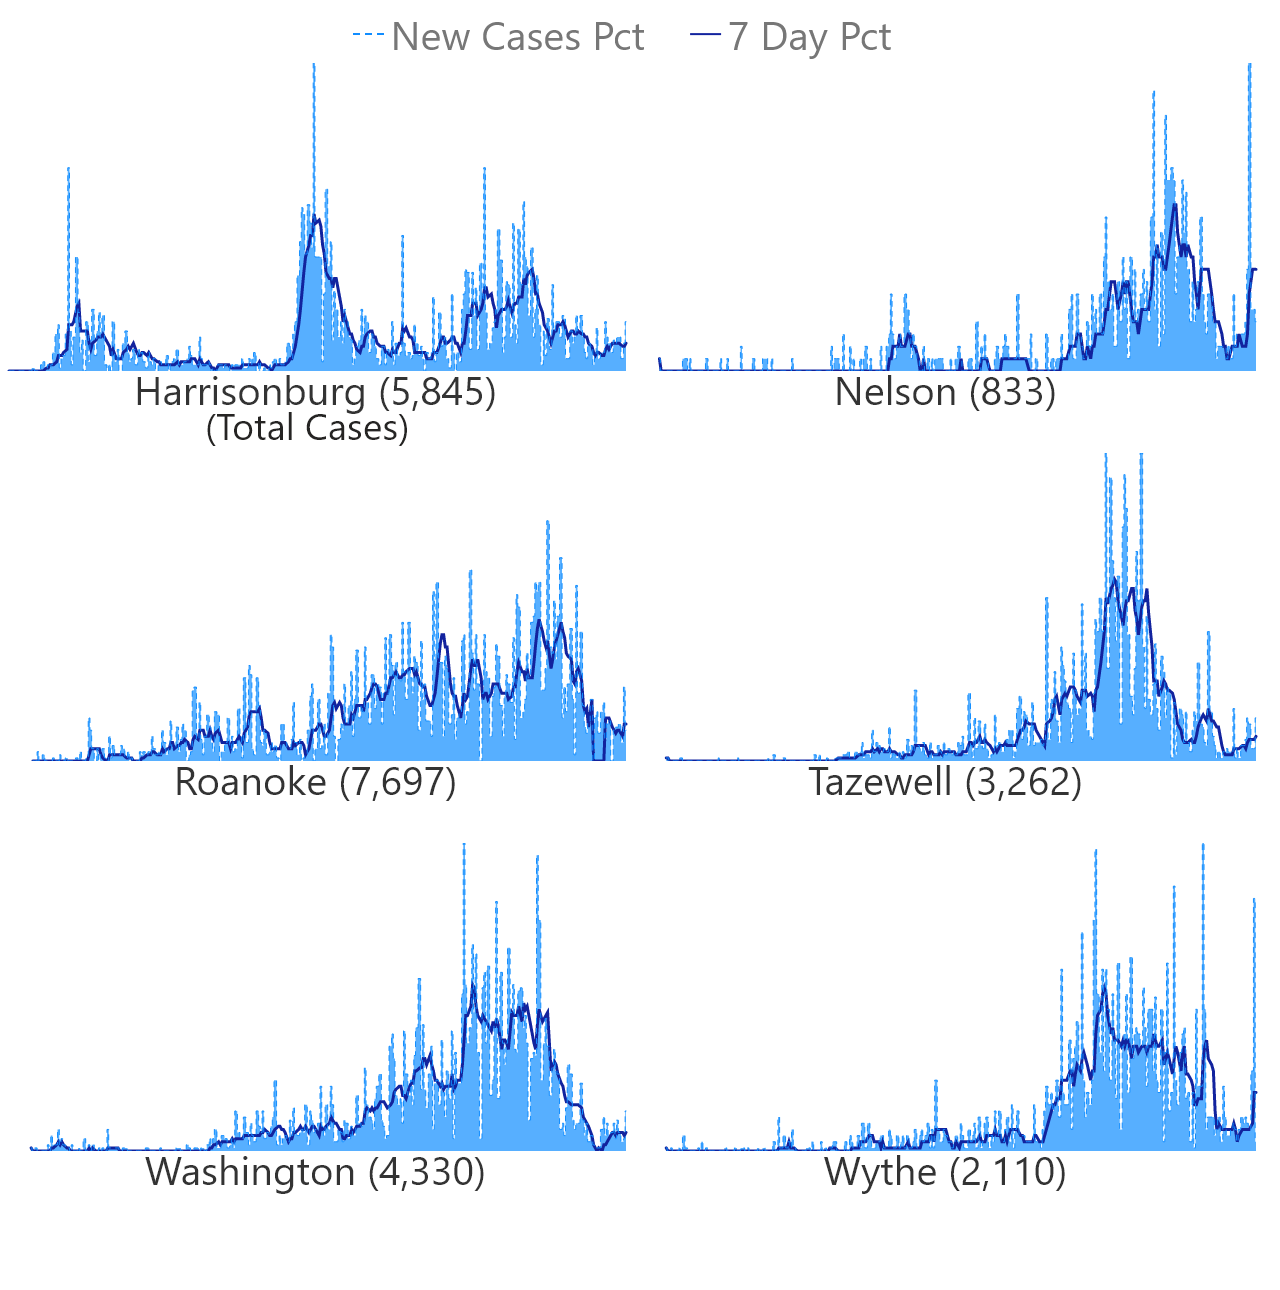 New Cases Pct 7 Day Pct
Harrisonburg (5,845) Nelson (833)
(Total Cases)
Roanoke (7,697) Tazewell (3,262)
Washington (4,330) Wythe (2,110)